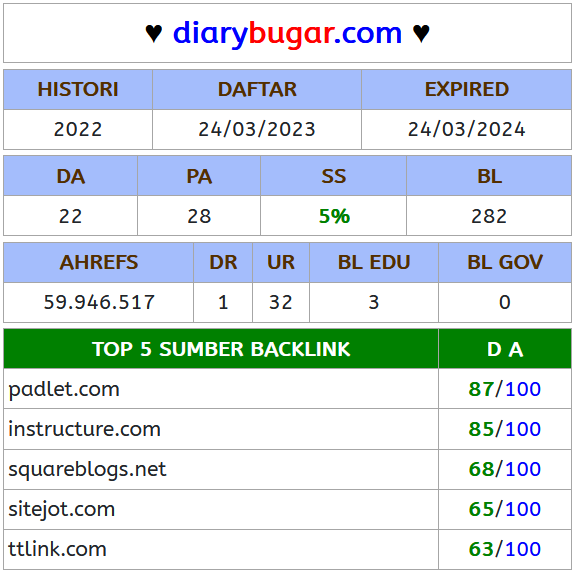 ♥ diarybugar.com ♥
HISTORI DAFTAR EXPIRED
2022 24/03/2023 24/03/2024
DA PA SS BL
22 28 5% 282
AHREFS DR UR BL EDU BL GOV
59.946.517 1 32 3 0
TOP 5 SUMBER BACKLINK D A
padlet.com 87/100
instructure.com 85/100
squareblogs.net 68/100
sitejot.com 65/100
ttlink.com 63/100